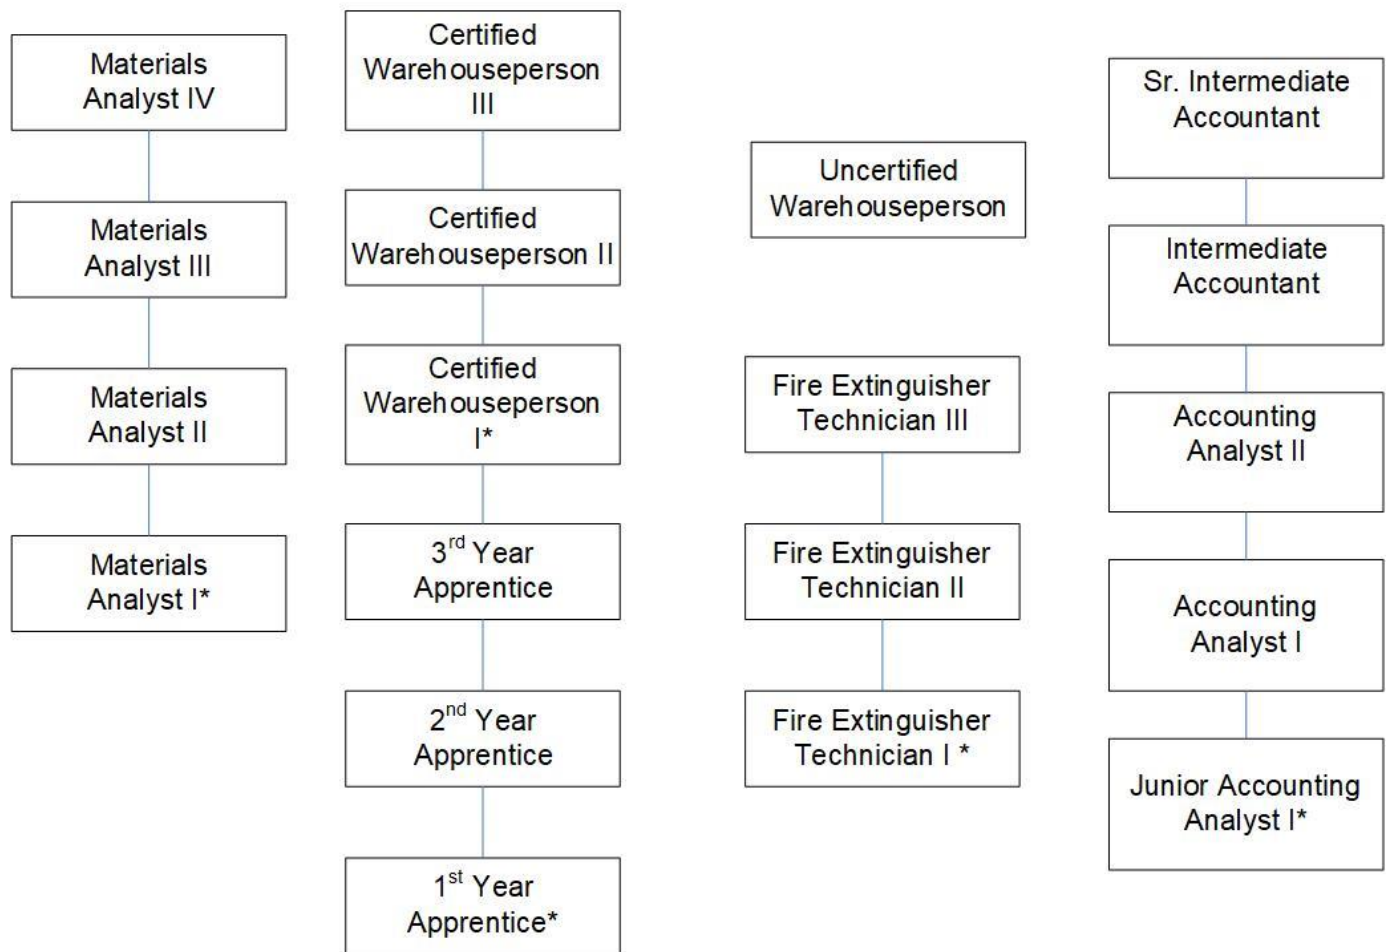 Materials
Analyst IV
Materials
Analyst III
Materials
Analyst II
Materials
Analyst I*
Certified
Warehouseperson
III
Certified
Warehouseperson II
Certified
Warehouseperson
I*
3rd Year
Apprentice
2nd Year
Apprentice
1st Year
Apprentice*
Uncertified
Warehouseperson
Fire Extinguisher
Technician III
Fire Extinguisher
Technician II
Fire Extinguisher
Technician I *
Sr. Intermediate
Accountant
Intermediate
Accountant
Accounting
Analyst II
Accounting
Analyst I
Junior Accounting
Analyst I*